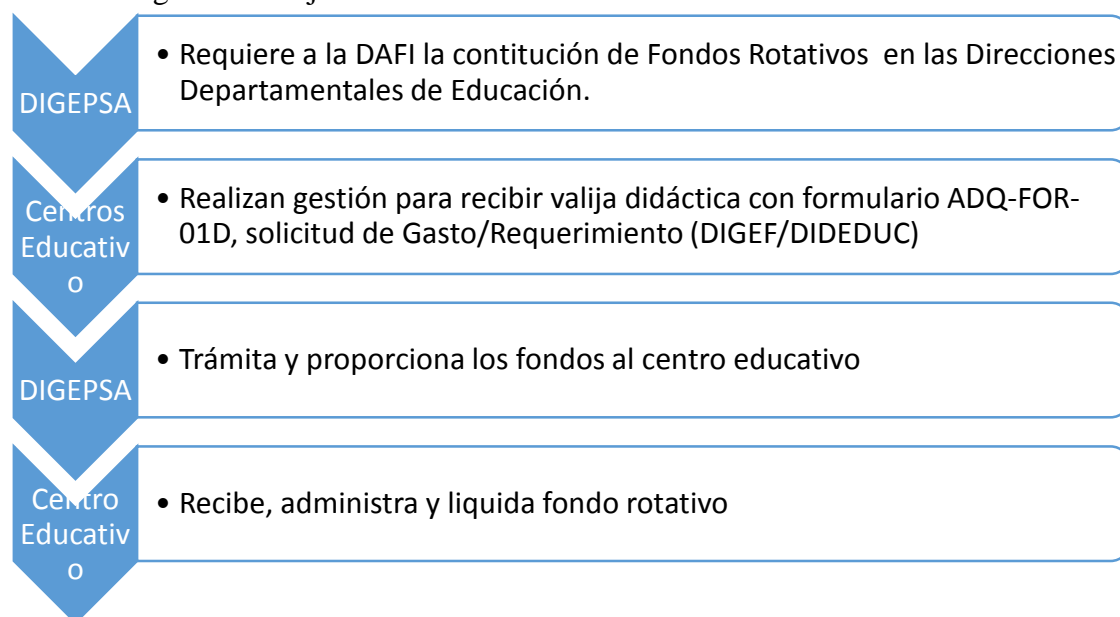 DIGEPSA
• Requiere a la DAFI la contitución de Fondos Rotativos en las Direcciones
Departamentales de Educación.
Centros
Educativ
o
• Realizan gestión para recibir valija didáctica con formulario ADQ-FOR-
01D, solicitud de Gasto/Requerimiento (DIGEF/DIDEDUC)
DIGEPSA
• Trámita y proporciona los fondos al centro educativo
Centro
Educativ
o
• Recibe, administra y liquida fondo rotativo